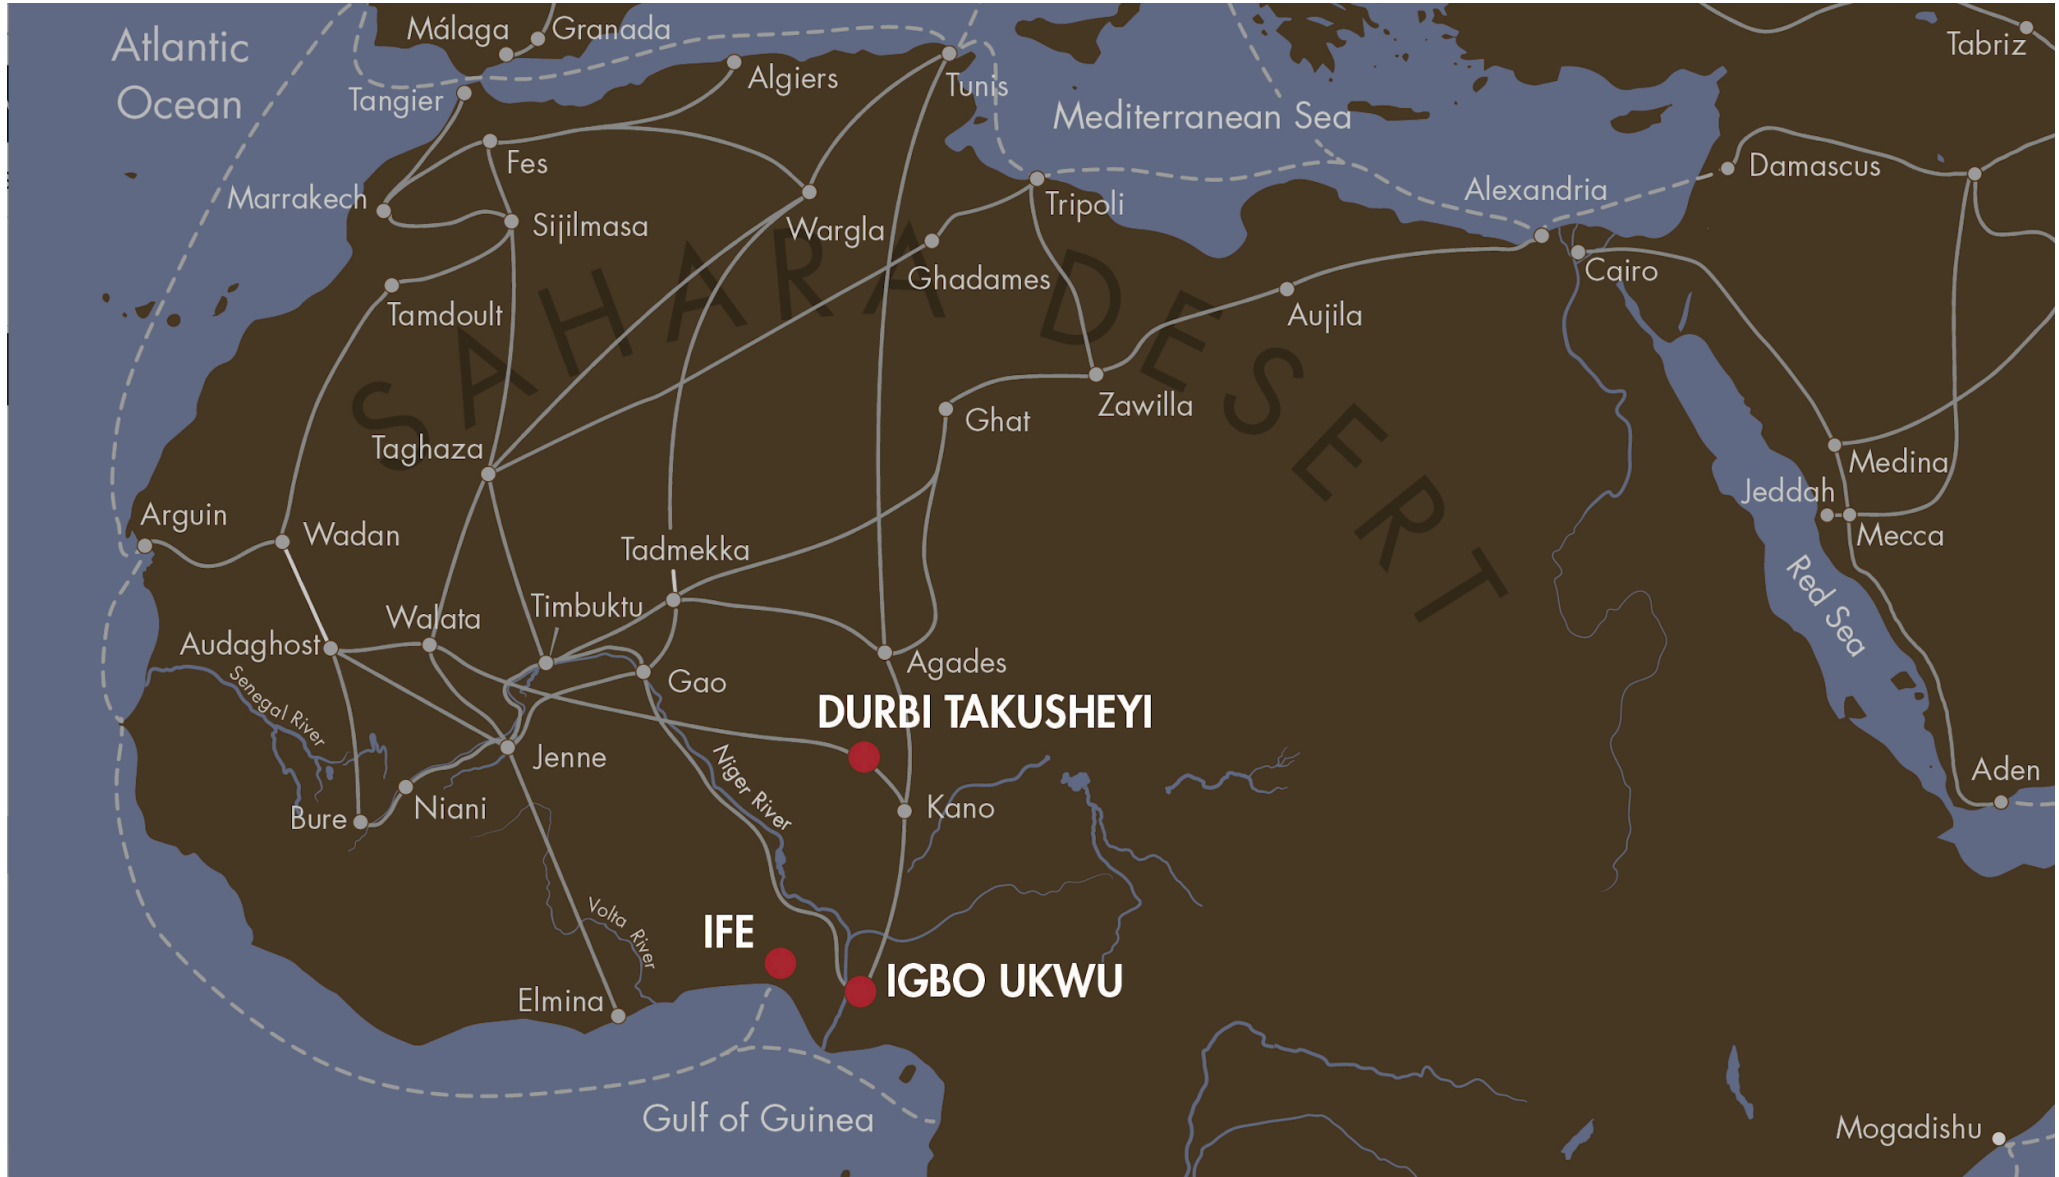 Atlantic
Ocean
Málaga
Granada
Tabriz
Algiers
Tunis
Tangier
Mediterranean Sea
Fes
Damascus
Marrakech
Alexandria
Tripoli
Sijilmasa
Wargla
Ghadames
Cairo
SAHARA DESERT
Tamdoult
Aujila
Zawilla
Ghat
Taghaza
Medina
Jeddah
Arguin
Wadan
Mecca
Tadmekka
Red Sea
Timbuktu
Walata
Audaghost
Agades
Gao
Senegal River
DURBI TAKUSHEYI
Jenne
Niger River
Aden
Bure
Niani
Kano
Volta River
IFE
IGBO UKWU
Elmina
Gulf of Guinea
Mogadishu